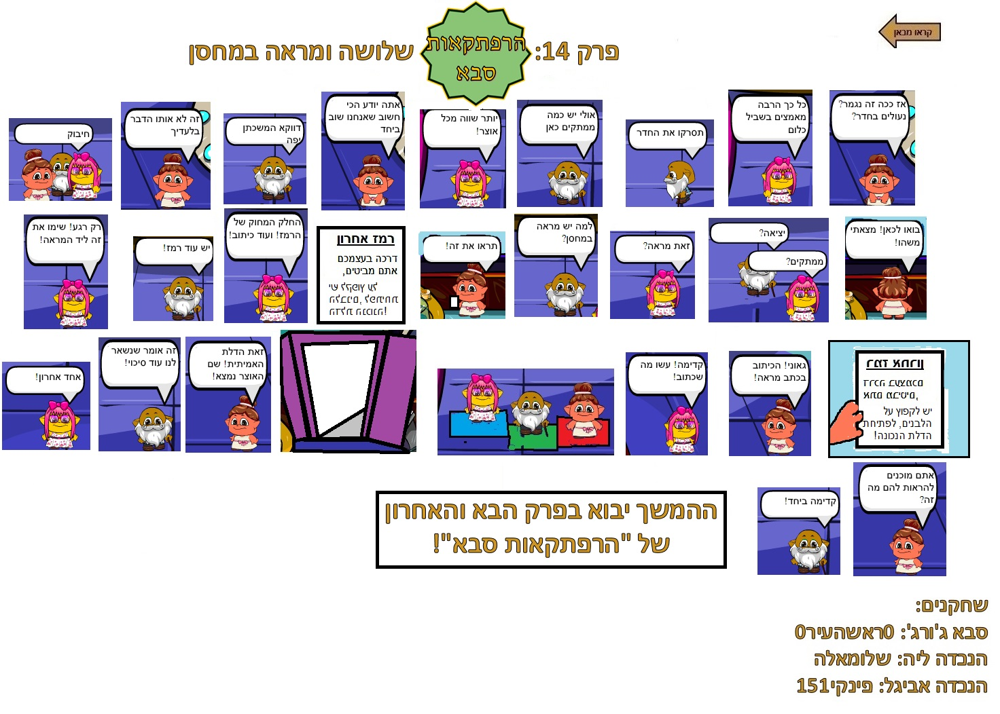 קראו מכאן
פרק 14:
הרפתקאות
סבא
שלושה ומראה במחסן
אז ככה זה נגמר?
נעולים בחדר?
כל כך הרבה
מאמצים בשביל
כלום
תסרקו את החדר
אולי יש כמה
ממתקים כאן
יותר שווה מכל
אוצר!
אתה יודע הכי
חשוב שאנחנו שוב
ביחד
דווקא המשכתן
יפה
זה לא אותו הדבר
בלעדיך
חיבוק
בואו לכאן! מצאתי
משהו!
יציאה?
ממתקים?
זאת מראה?
למה יש מראה
במחסן?
תראו את זה!
רמז אחרון
דרכה בעצמכם
אתם מביטים,
יש לקפוץ על
הלבנים, לפתיחת
הדלת הנכונה!
החלק המחוק של
הרמז! ועוד כיתוב!
יש עוד רמז!
רק רגע! שימו את
זה ליד המראה!
רמז אחרון
דרכה בעצמכם
אתם מביטים,
יש לקפוץ על
הלבנים, לפתיחת
הדלת הנכונה!
גאוני! הכיתוב
בכתב מראה!
קדימה! עשו מה
שכתוב!
זאת הדלת
האמיתית! שם
האוצר נמצא!
זה אומר שנשאר
לנו עוד סיכוי!
אחד אחרון!
אתם מוכנים
להראות להם מה
זה?
קדימה ביחד!
ההמשך יבוא בפרק הבא והאחרון
של "הרפתקאות סבא"!
שחקנים:
סבא ג'ורג': 0ראשהעיר0
הנכדה ליה: שלומאלה
הנכדה אביגל: פינקי151